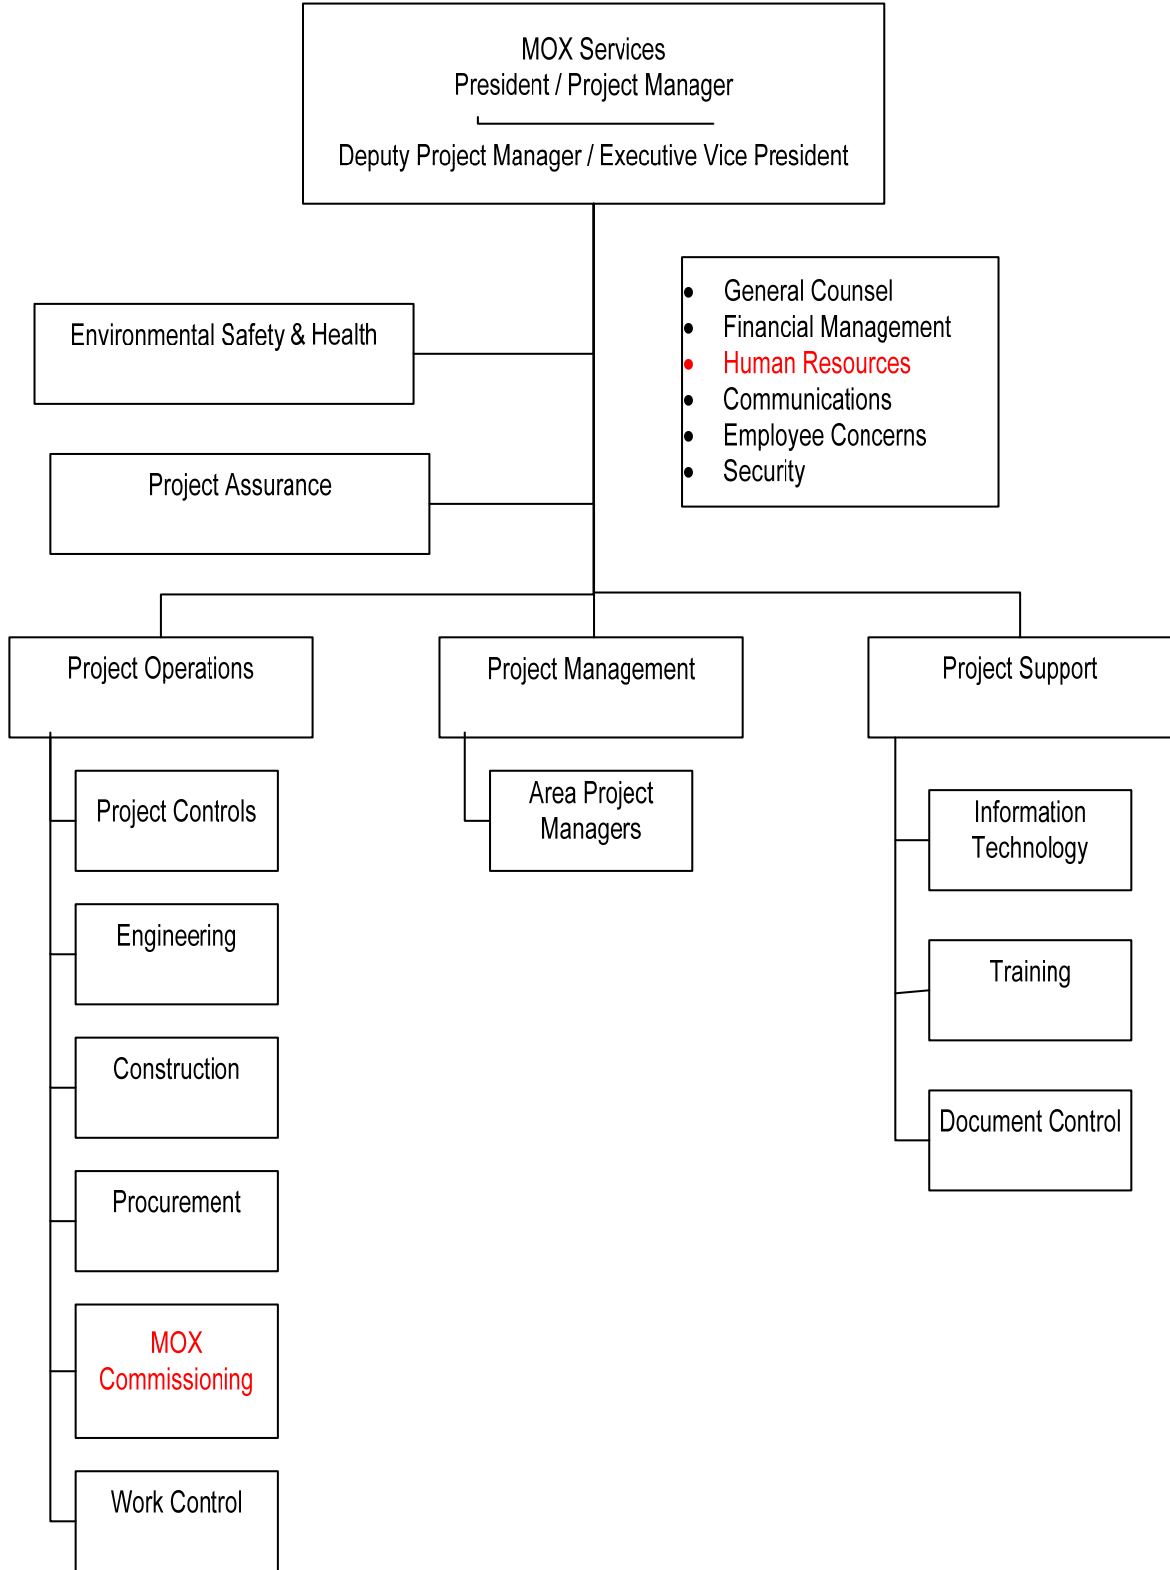 MOX Services
President / Project Manager
Deputy Project Manager / Executive Vice President
Environmental Safety & Health
• General Counsel
• Financial Management
• Human Resources
• Communications
• Employee Concerns
• Security
Project Assurance
Project Operations
Project Management
Project Support
Project Controls
Engineering
Construction
Procurement
MOX
Commissioning
Work Control
Area Project
Managers
Information
Technology
Training
Document Control